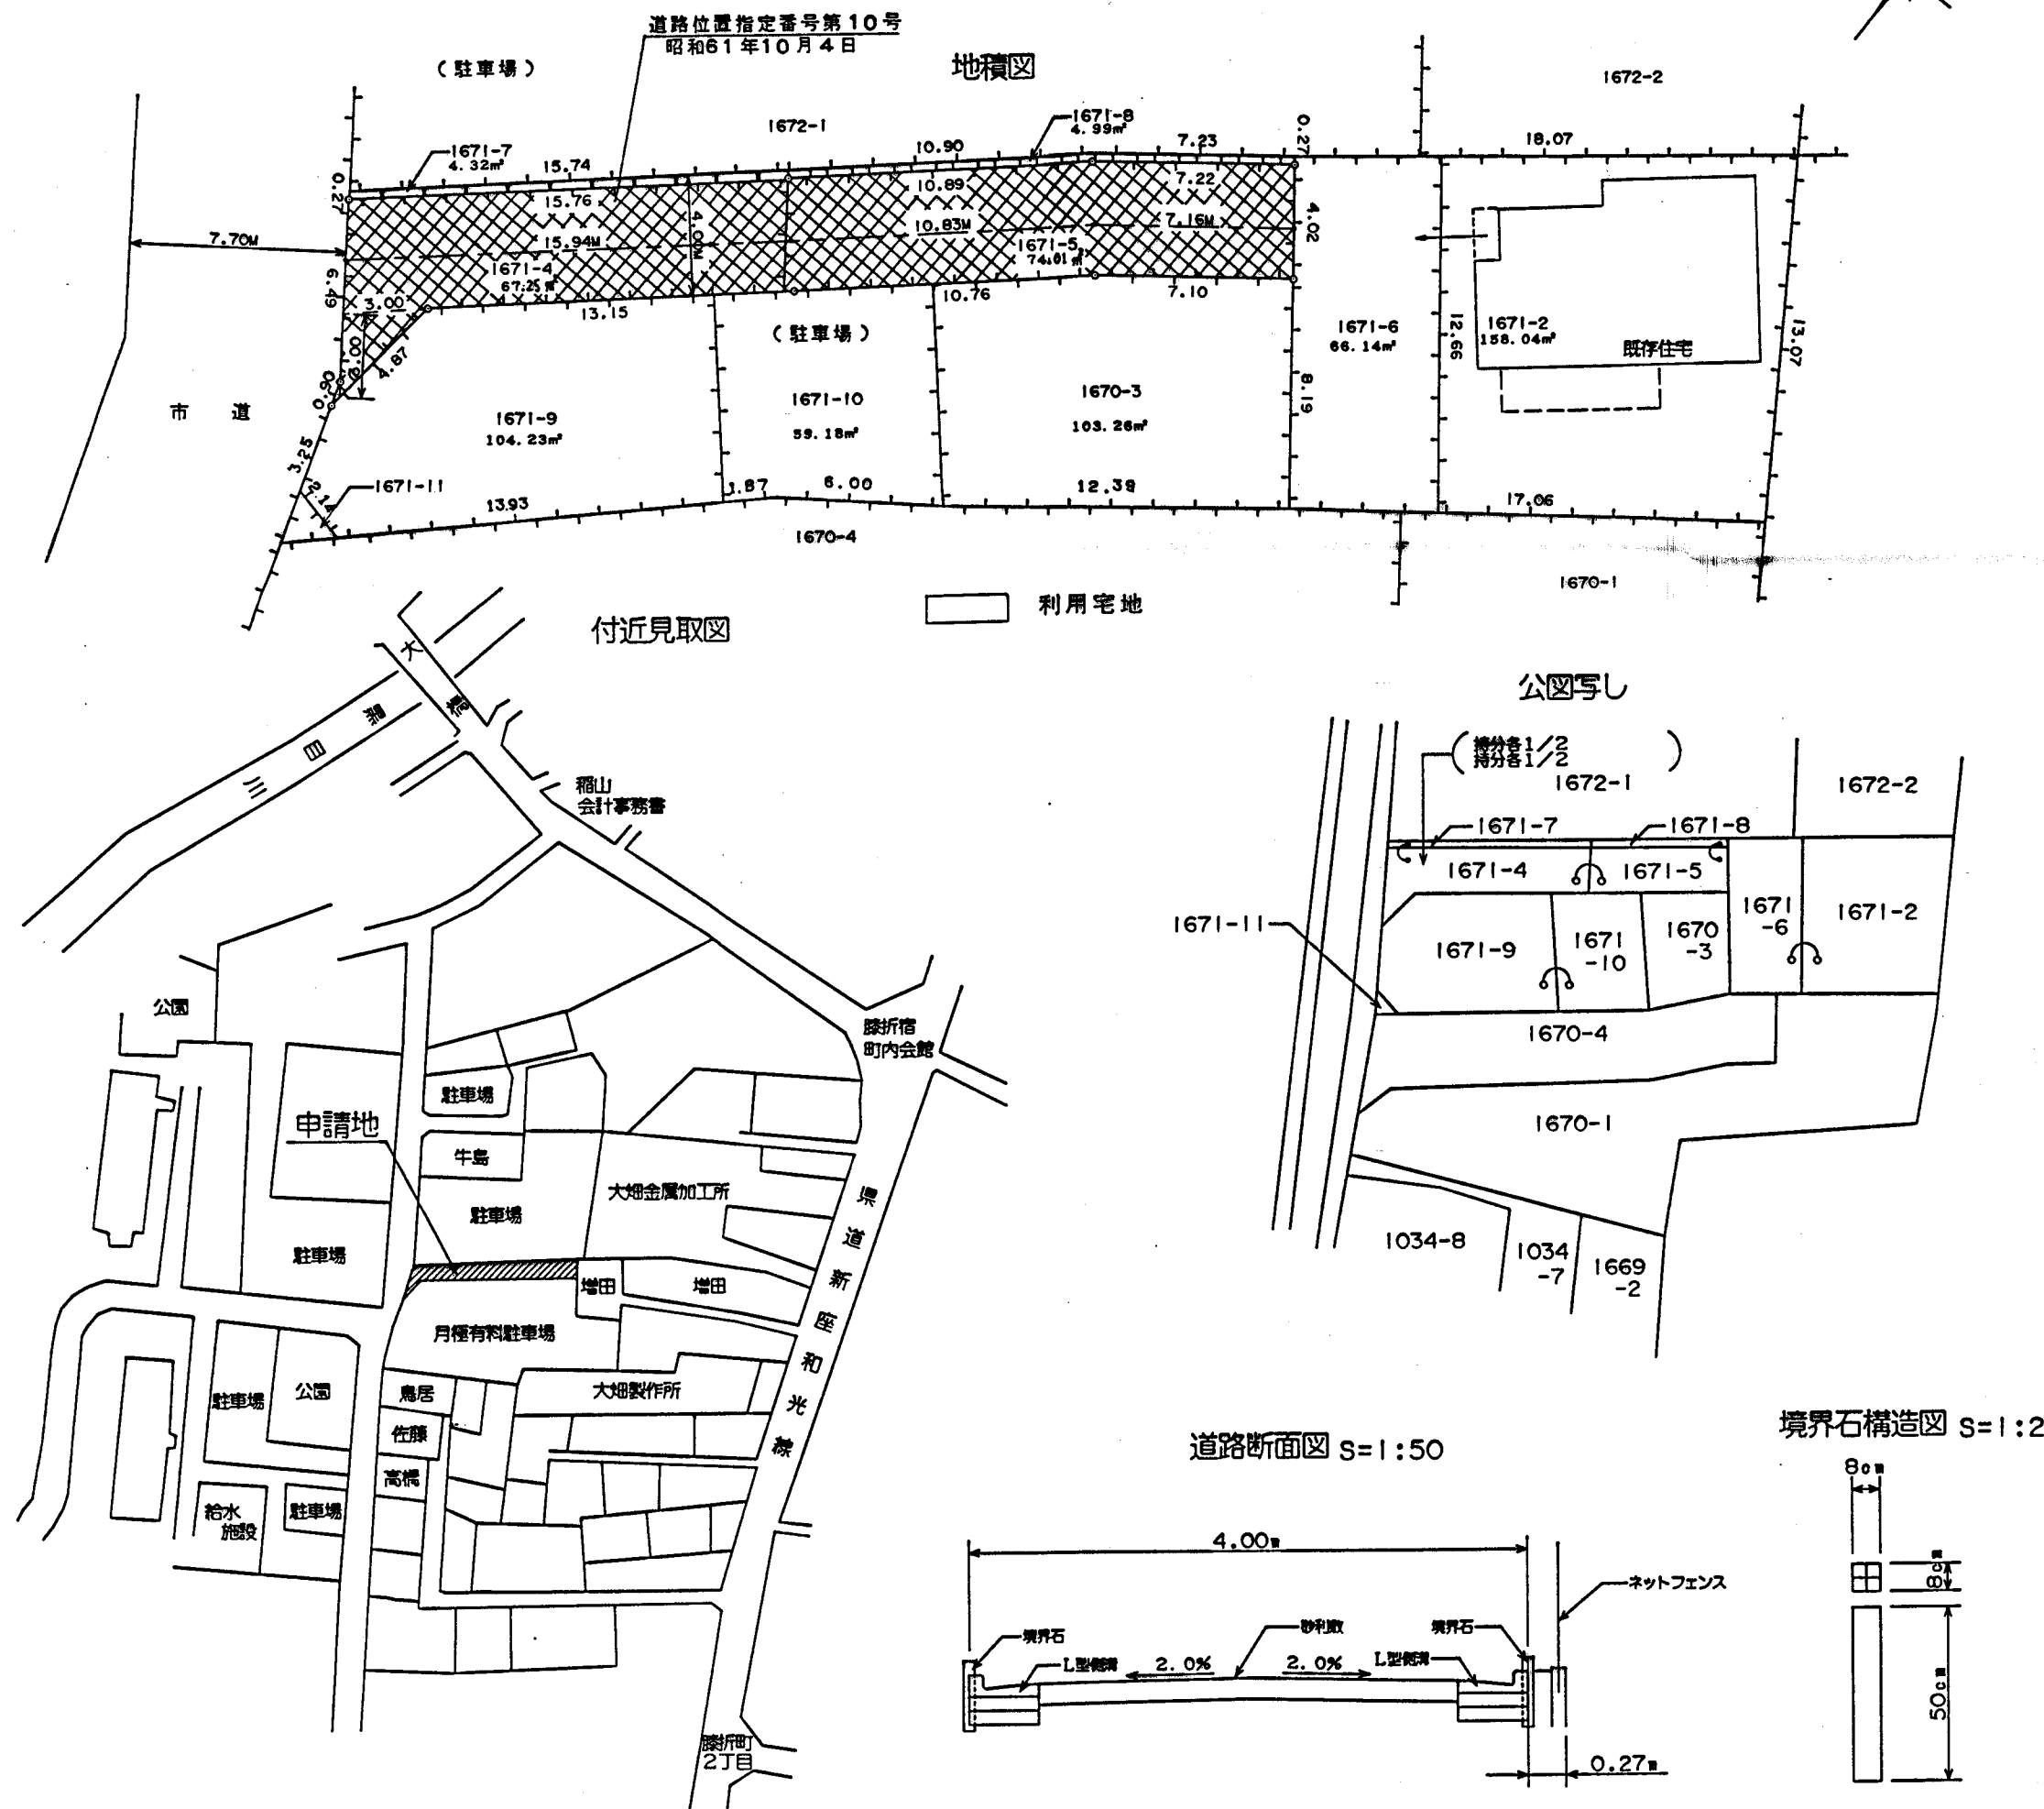 道路位置指定番号第10号
昭和61年10月4日
(駐車場)
地積図
1672-2
1672-1
1671-8
4.99㎡
1671-7
4.32㎡
15.74
10.90
7.23
0.27
18.07
0.27
15.76
10.89
7.22
7.70M
15.94M
4.00M
10.83M
7.16M
4.02
1671-4
67.25㎡
1671-5
74.01㎡
6.49
3.00
3.00
4.87
0.90
13.15
10.76
7.10
(駐車場)
1671-6
66.14㎡
12.66
1671-2
158.04㎡
既存住宅
13.07
市 道
1671-9
104.23㎡
1671-10
59.18㎡
1670-3
103.26㎡
8.19
3.25
2.14
1671-11
13.93
1.87
6.00
12.39
17.06
1670-4
1670-1
利用宅地
付近見取図
大
橋
黒
目
川
稲山
会計事務書
公園
膝折宿
町内会館
駐車場
申請地
牛島
駐車場
大畑金属加工所
駐車場
増田
増田
月極有料駐車場
県道新座和光線
鳥居
大畑製作所
駐車場
公園
佐藤
高橋
給水
施設
駐車場
膝折町
2丁目
公図写し
(持分各1/2
持分各1/2)
1672-1
1672-2
1671-7
1671-8
1671-4
1671-5
1671-11
1671-9
1671
-10
1670
-3
1671
-6
1671-2
1670-4
1670-1
1034-8
1034
-7
1669
-2
道路断面図 S=1:50
4.00m
ネットフェンス
境界石
砂利敷
境界石
L型側溝
2.0%
2.0%
L型側溝
0.27m
境界石構造図 S=1:2
8cm
8cm
50cm